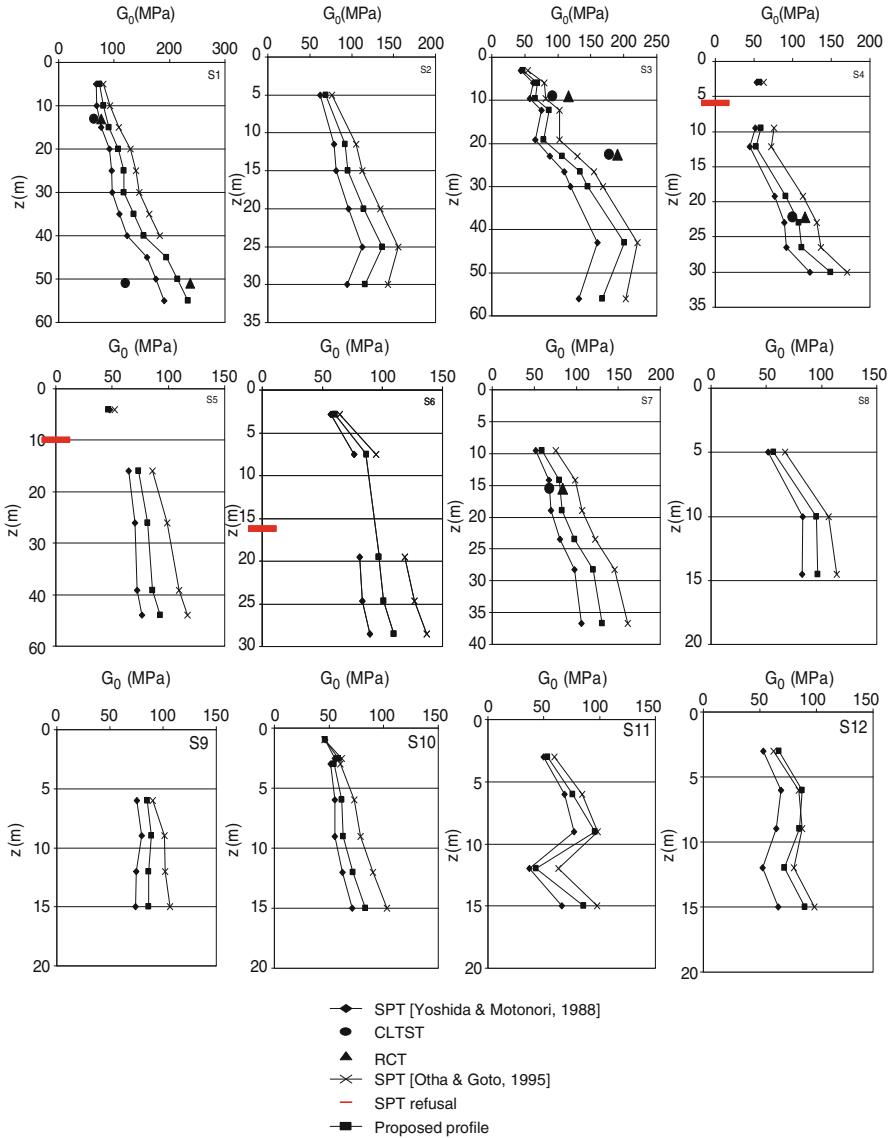 G₀(MPa) G₀(MPa) G₀(MPa) G₀(MPa)
0 100 200 300
0
10
20
30
40
50
60
z(m)
S1
0 50 100 150 200
0
5
10
15
20
25
30
35
z(m)
S2
0 50 100 150 200 250
0
10
20
30
40
50
60
z(m)
S3
0 50 100 150 200
0
5
10
15
20
25
30
35
z(m)
S4
G₀ (MPa) G₀ (MPa) G₀ (MPa) G₀ (MPa)
0 50 100 150
0
10
20
30
40
50
60
z(m)
S5
0 50 100 150
0
5
10
15
20
25
30
z(m)
S6
0 50 100 150 200
0
5
10
15
20
25
30
35
40
z(m)
S7
0 50 100 150
0
5
10
15
20
z(m)
S8
G₀ (MPa) G₀ (MPa) G₀ (MPa) G₀ (MPa)
0 50 100 150
0
5
10
15
20
z(m)
S9
0 50 100 150
0
5
10
15
20
z(m)
S10
0 50 100 150
0
5
10
15
20
z(m)
S11
0 50 100 150
0
5
10
15
20
z(m)
S12
SPT [Yoshida & Motonori, 1988]
CLTST
RCT
SPT [Otha & Goto, 1995]
SPT refusal
Proposed profile